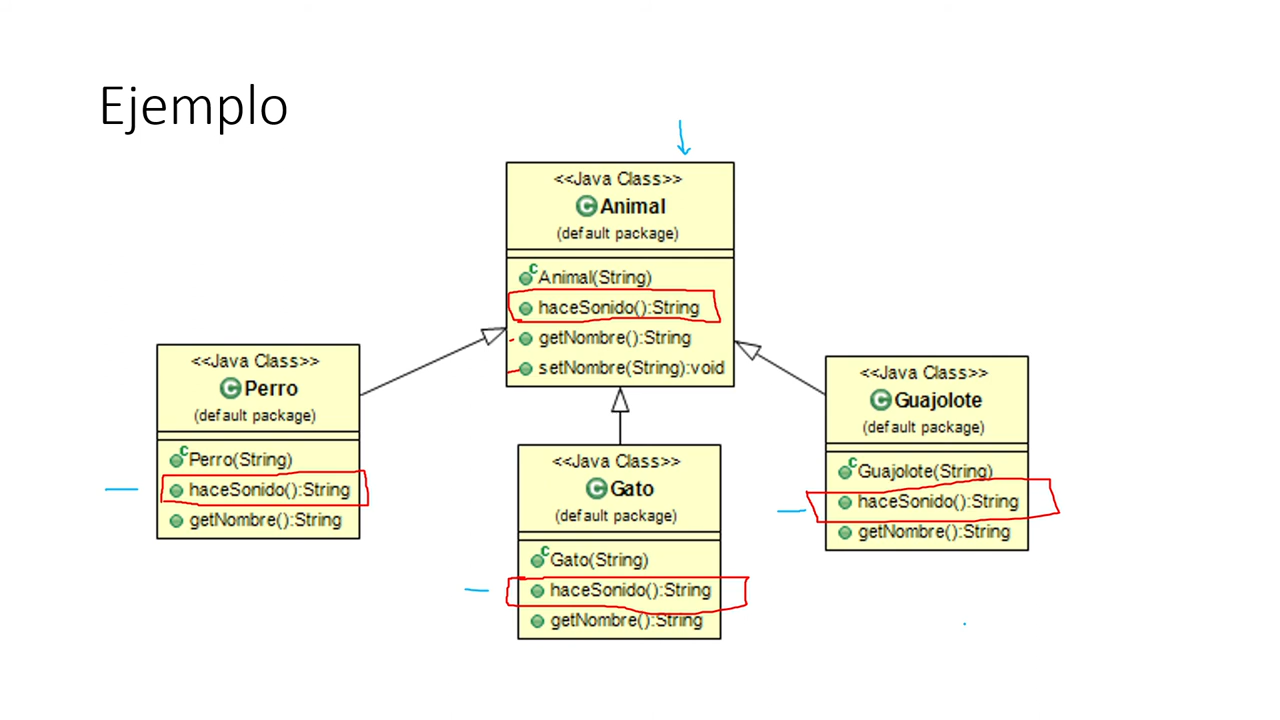 Ejemplo
<<Java Class>>
Animal
(default package)
Animal(String)
haceSonido():String
getNombre():String
setNombre(String):void
<<Java Class>>
Perro
(default package)
Perro(String)
haceSonido():String
getNombre():String
<<Java Class>>
Gato
(default package)
Gato(String)
haceSonido():String
getNombre():String
<<Java Class>>
Guajolote
(default package)
Guajolote(String)
haceSonido():String
getNombre():String